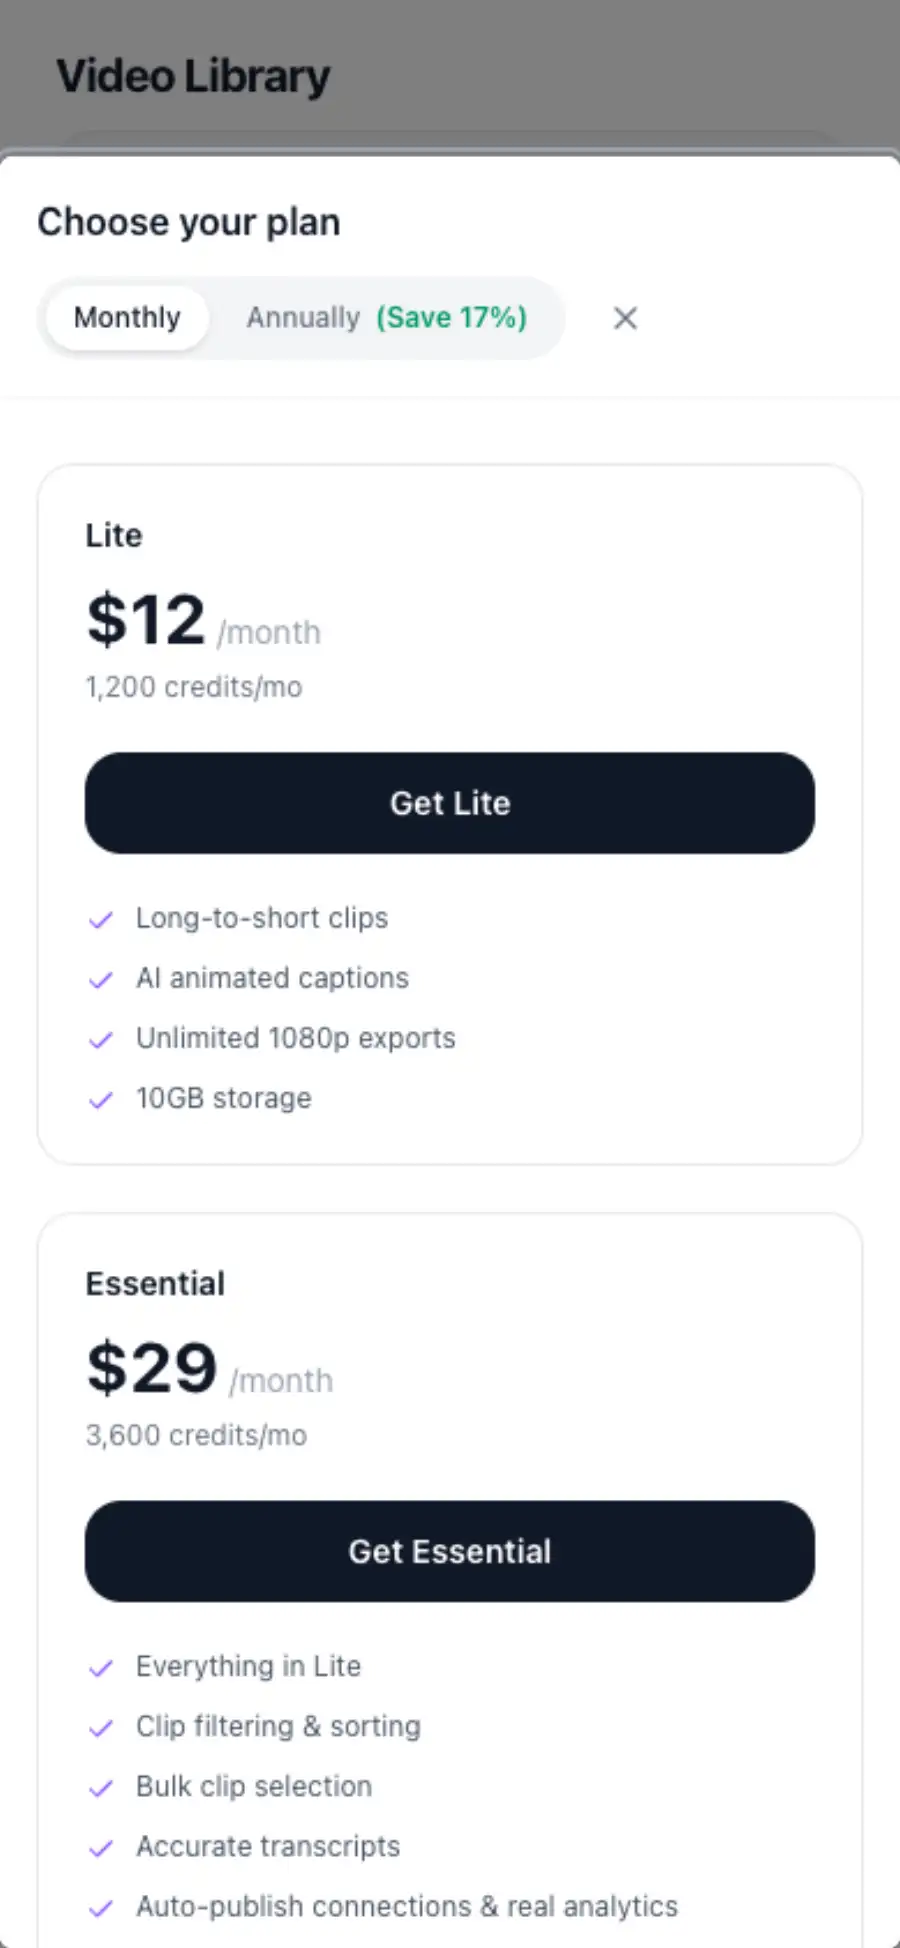 Video Library
Choose your plan
Monthly Annually (Save 17%)
Lite
$12 /month
1,200 credits/mo
Get Lite
Long-to-short clips
AI animated captions
Unlimited 1080p exports
10GB storage
Essential
$29 /month
3,600 credits/mo
Get Essential
Everything in Lite
Clip filtering & sorting
Bulk clip selection
Accurate transcripts
Auto-publish connections & real analytics